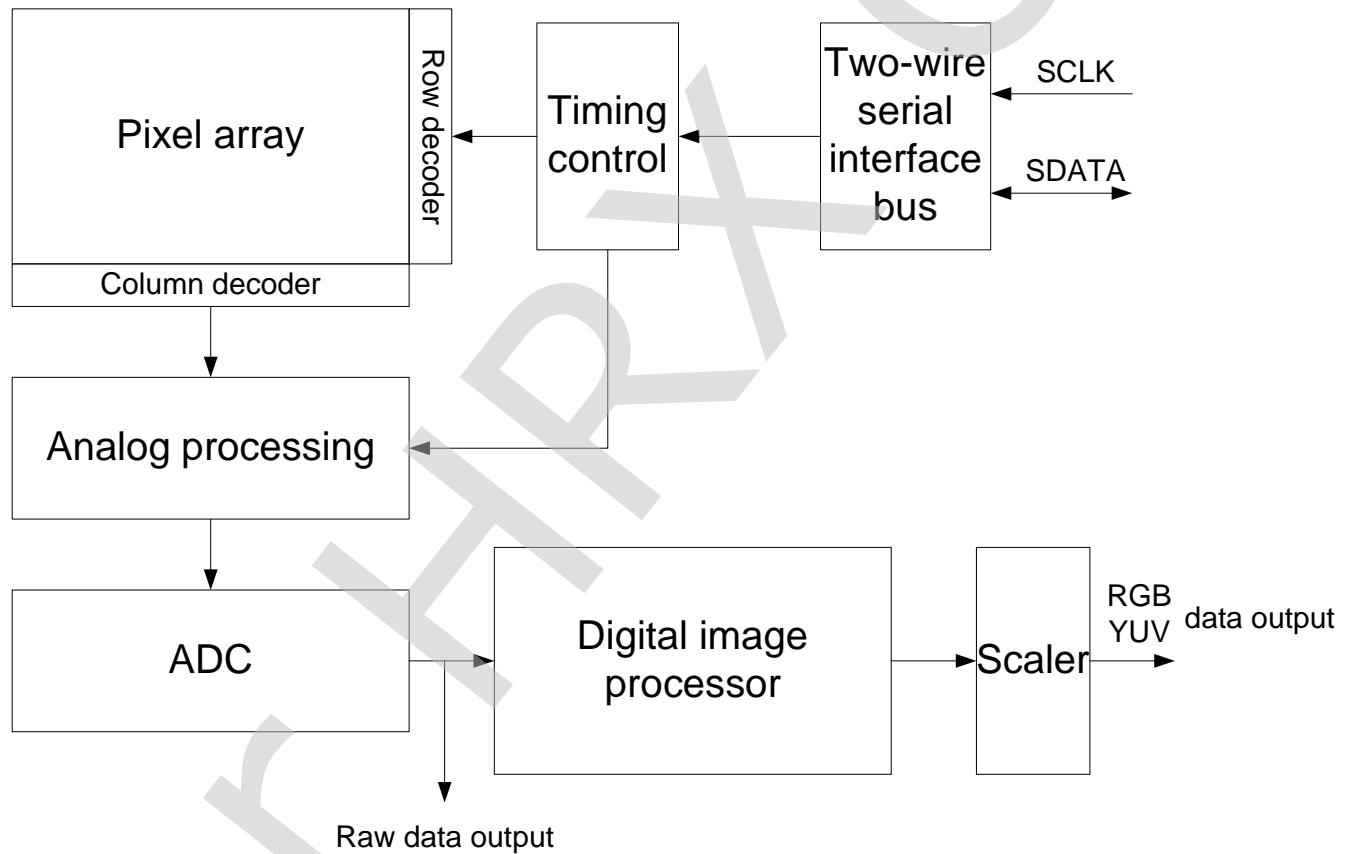 Pixel array
Row decoder
Column decoder
Timing
control
Two-wire
serial
interface
bus
SCLK
SDATA
Analog processing
ADC
Digital image
processor
Scaler
RGB
YUV
data output
Raw data output
r HRX